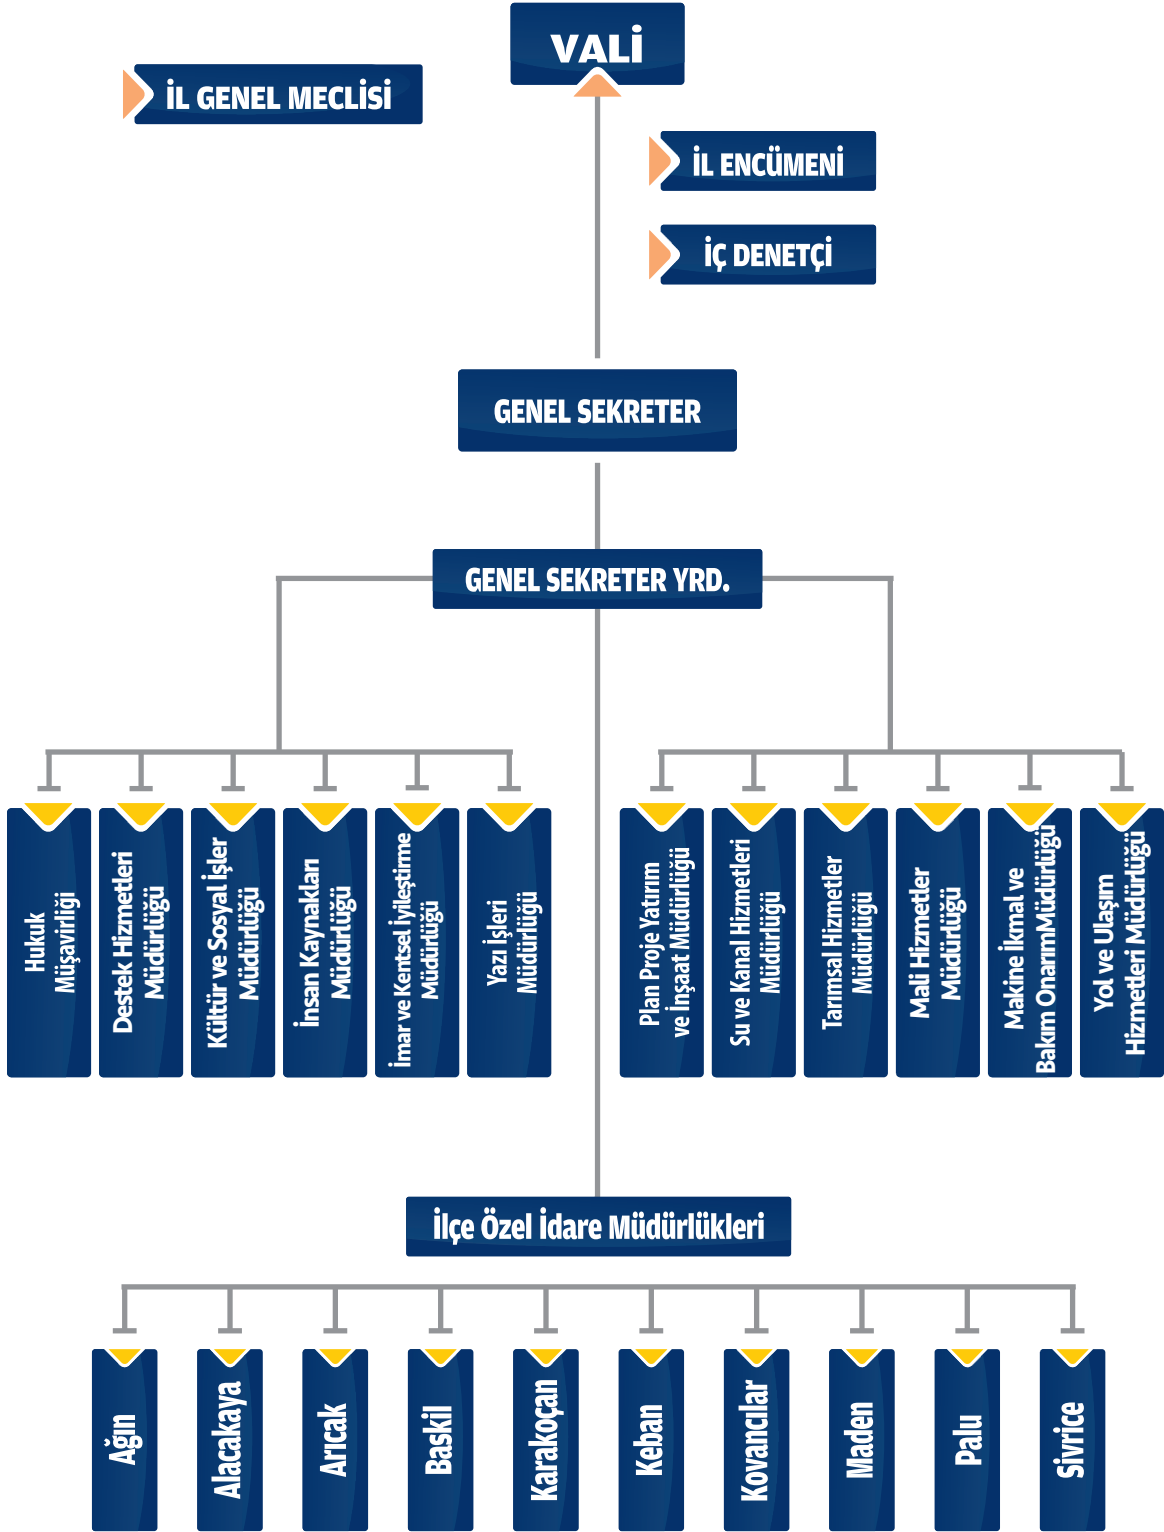 VALİ
İL GENEL MECLİSİ
İL ENCÜMENİ
İÇ DENETÇİ
GENEL SEKRETER
GENEL SEKRETER YRD.
Hukuk
Müşavirliği
Destek Hizmetleri
Müdürlüğü
Kültür ve Sosyal İşler
Müdürlüğü
İnsan Kaynakları
Müdürlüğü
İmar ve Kentsel İyileştirme
Müdürlüğü
Yazı İşleri
Müdürlüğü
Plan Proje Yatırım
ve İnşaat Müdürlüğü
Su ve Kanal Hizmetleri
Müdürlüğü
Tarımsal Hizmetler
Müdürlüğü
Mali Hizmetler
Müdürlüğü
Makine İkmal ve
Bakım OnarımMüdürlüğü
Yol ve Ulaşım
Hizmetleri Müdürlüğü
İlçe Özel İdare Müdürlükleri
Ağın
Alacakaya
Arıcak
Baskil
Karakoçan
Keban
Kovancılar
Maden
Palu
Sivrice